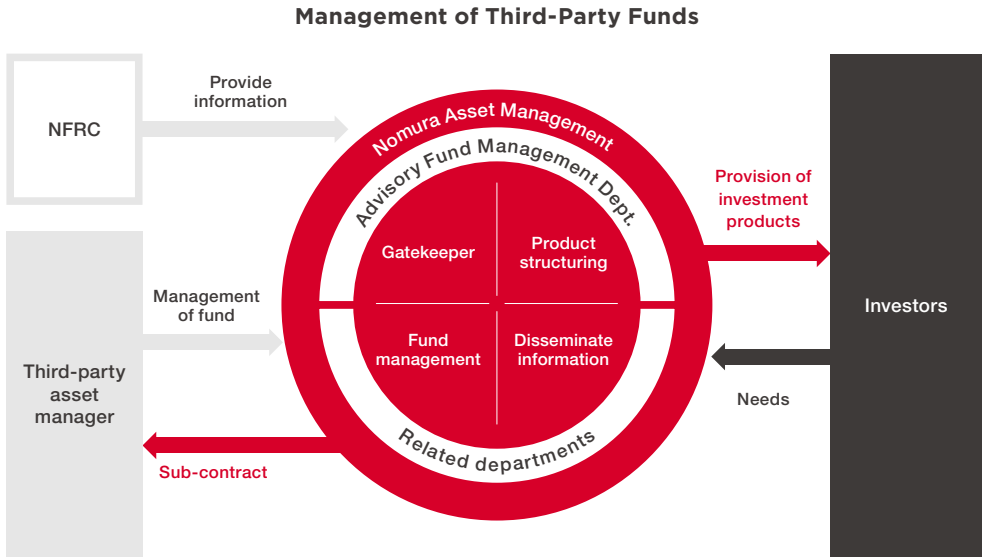 Management of Third-Party Funds
NFRC
Provide
information
Nomura Asset Management
Advisory Fund Management Dept.
Gatekeeper
Product
structuring
Fund
management
Disseminate
information
Related departments
Third-party
asset
manager
Management
of fund
Sub-contract
Provision of
investment
products
Needs
Investors